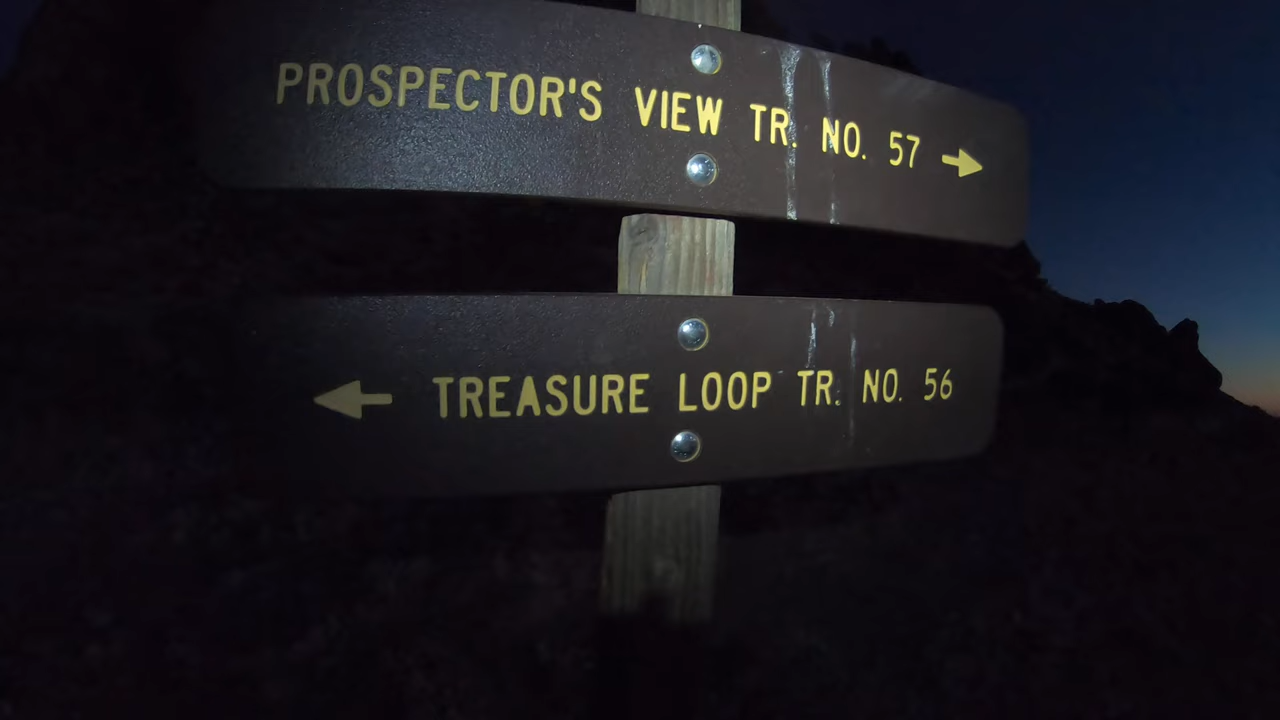 PROSPECTOR'S VIEW TR. NO. 57 →
← TREASURE LOOP TR. NO. 56